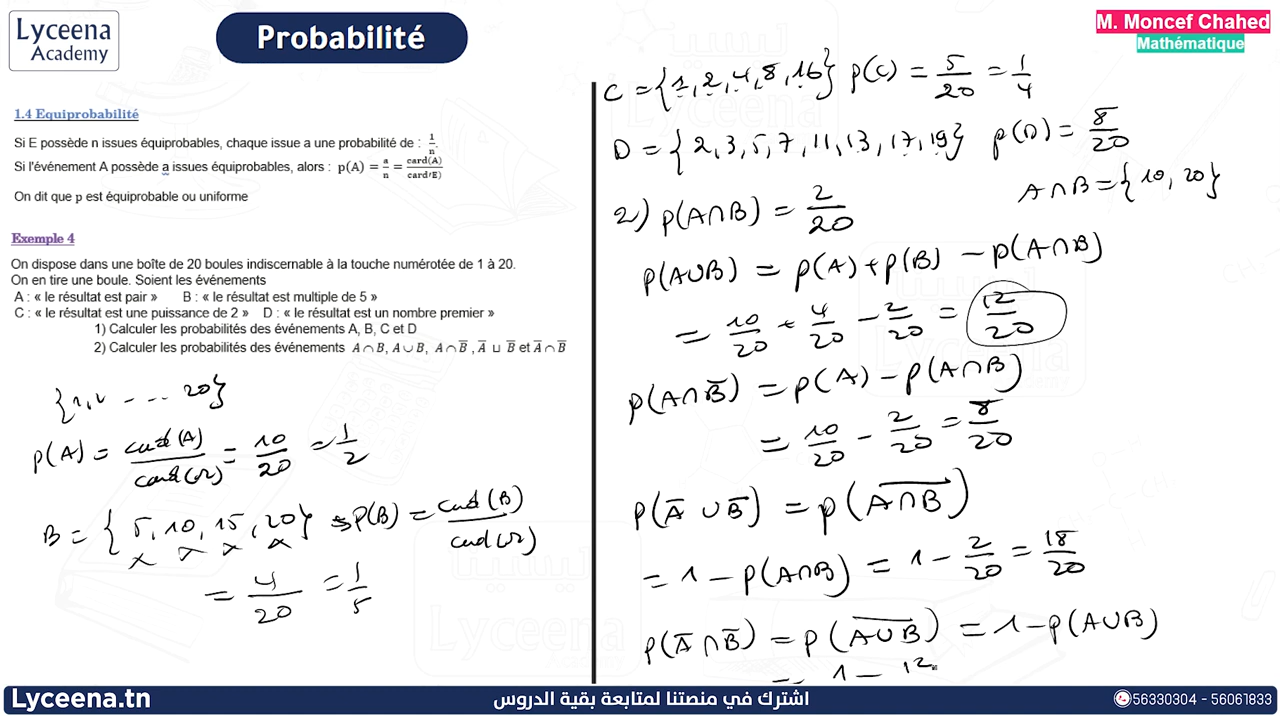 Lyceena
Academy
Probabilité
M. Moncef Chahed
Mathématique
1.4 Equiprobabilité
Si E possède n issues équiprobables, chaque issue a une probabilité de : 1/n.
Si l'événement A possède a issues équiprobables, alors : p(A) = a/n = card(A)/card(E)
On dit que p est équiprobable ou uniforme
Exemple 4
On dispose dans une boîte de 20 boules indiscernable à la touche numérotée de 1 à 20.
On en tire une boule. Soient les événements
A : « le résultat est pair » B : « le résultat est multiple de 5 »
C : « le résultat est une puissance de 2 » D : « le résultat est un nombre premier »
1) Calculer les probabilités des événements A, B, C et D
2) Calculer les probabilités des événements A∩B, A∪B, A∩B̅, A̅ ⊔ B̅ et A̅∩B̅
p(A) = card(A)/card(Ω) = 10/20 = 1/2
B = {5, 10, 15, 20} → P(B) = card(B)/card(Ω)
= 4/20 = 1/5
C = {1, 2, 4, 8, 16} p(C) = 5/20 = 1/4
D = {2, 3, 5, 7, 11, 13, 17, 19} p(D) = 8/20
A∩B = {10, 20}
2) p(A∩B) = 2/20
p(A∪B) = p(A) + p(B) - p(A∩B)
= 10/20 + 4/20 - 2/20 = 12/20
p(A∩B̅) = p(A) - p(A∩B)
= 10/20 - 2/20 = 8/20
p(A̅ ∪ B̅) = p(A̅∩̅B̅)
= 1 - p(A∩B) = 1 - 2/20 = 18/20
p(A̅ ∩ B̅) = p(A̅∪̅B̅) = 1 - p(A∪B)
= 1 - 12
Lyceena.tn
اشترك في منصتنا لمتابعة بقية الدروس
56330304 - 56061833